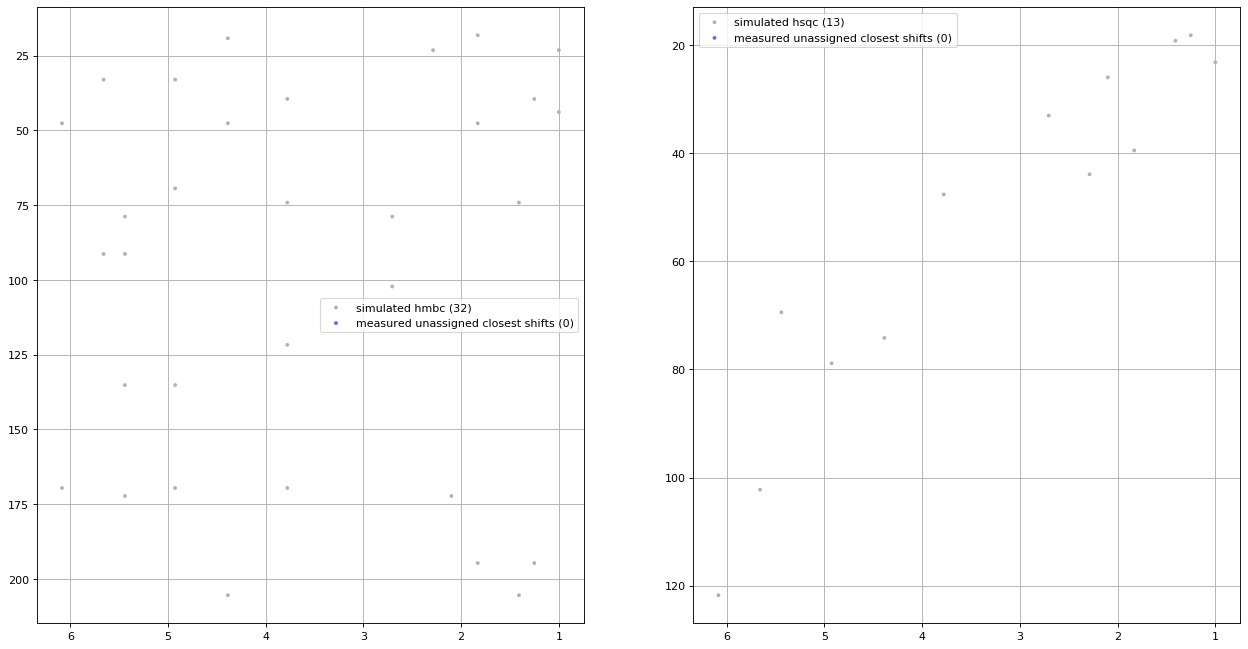 simulated hmbc (32)
measured unassigned closest shifts (0)
25
50
75
100
125
150
175
200
6 5 4 3 2 1
simulated hsqc (13)
measured unassigned closest shifts (0)
20
40
60
80
100
120
6 5 4 3 2 1